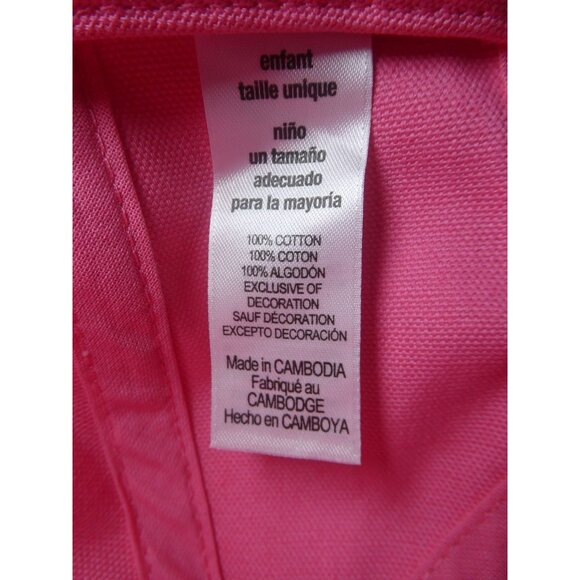 enfant
taille unique
niño
un tamaño
adecuado
para la mayoría
100% COTTON
100% COTON
100% ALGODÓN
EXCLUSIVE OF
DECORATION
SAUF DÉCORATION
EXCEPTO DECORACIÓN
Made in CAMBODIA
Fabriqué au
CAMBODGE
Hecho en CAMBOYA